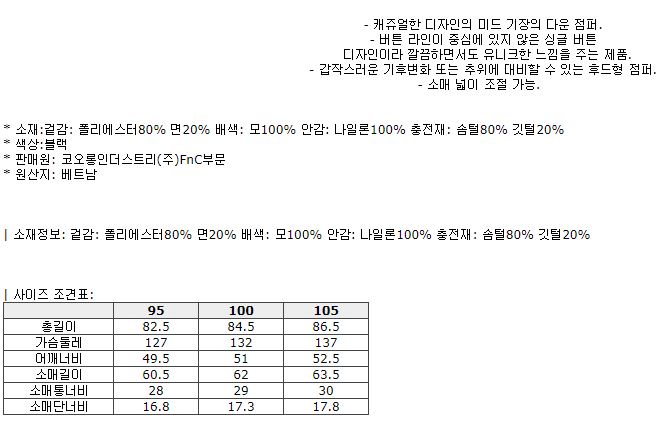 - 캐쥬얼한 디자인의 미드 기장의 다운 점퍼.
- 버튼 라인이 중심에 있지 않은 싱글 버튼
디자인이라 깔끔하면서도 유니크한 느낌을 주는 제품.
- 갑작스러운 기후변화 또는 추위에 대비할 수 있는 후드형 점퍼.
- 소매 넓이 조절 가능.
* 소재:겉감: 폴리에스터80% 면20% 배색: 모100% 안감: 나일론100% 충전재: 솜털80% 깃털20%
* 색상:블랙
* 판매원: 코오롱인더스트리(주)FnC부문
* 원산지: 베트남
| 소재정보: 겉감: 폴리에스터80% 면20% 배색: 모100% 안감: 나일론100% 충전재: 솜털80% 깃털20%
| 사이즈 조견표:
95 100 105
총길이 82.5 84.5 86.5
가슴둘레 127 132 137
어깨너비 49.5 51 52.5
소매길이 60.5 62 63.5
소매통너비 28 29 30
소매단너비 16.8 17.3 17.8